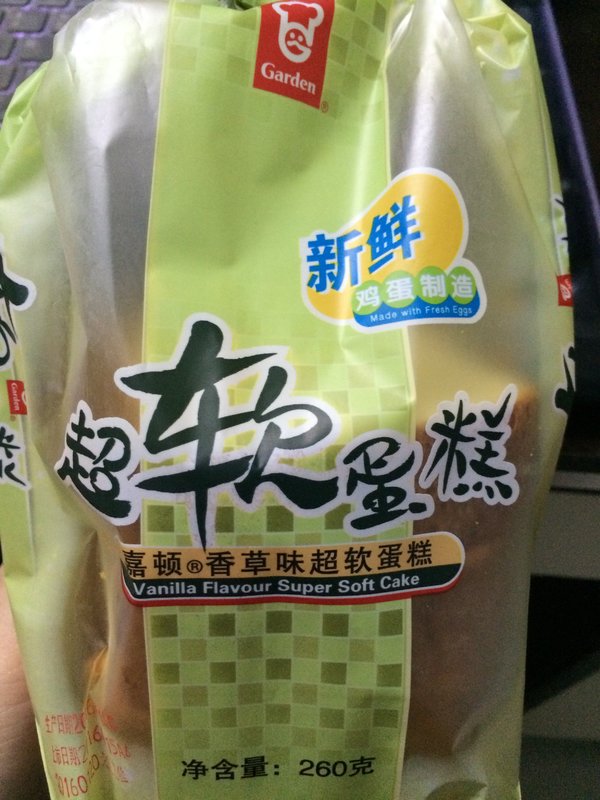 Garden
新鲜
鸡蛋制造
Made with Fresh Eggs
超软蛋糕
嘉顿®香草味超软蛋糕
Vanilla Flavour Super Soft Cake
Garden
净含量：260克